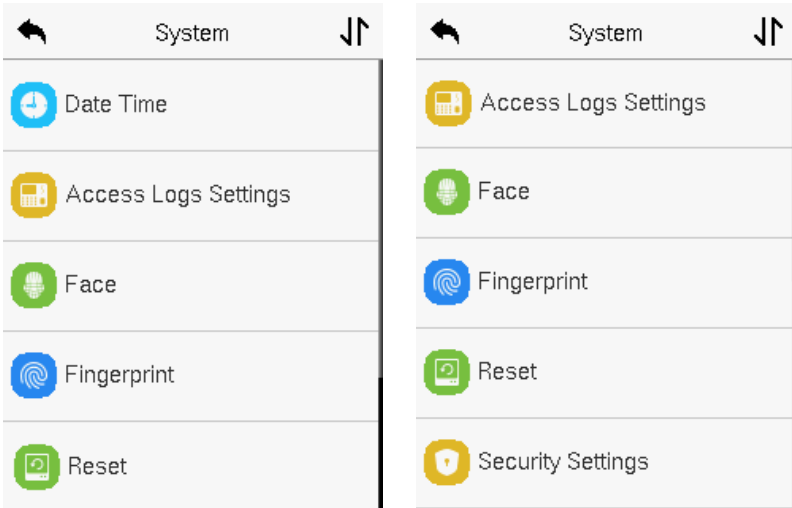 System
Date Time
Access Logs Settings
Face
Fingerprint
Reset
System
Access Logs Settings
Face
Fingerprint
Reset
Security Settings